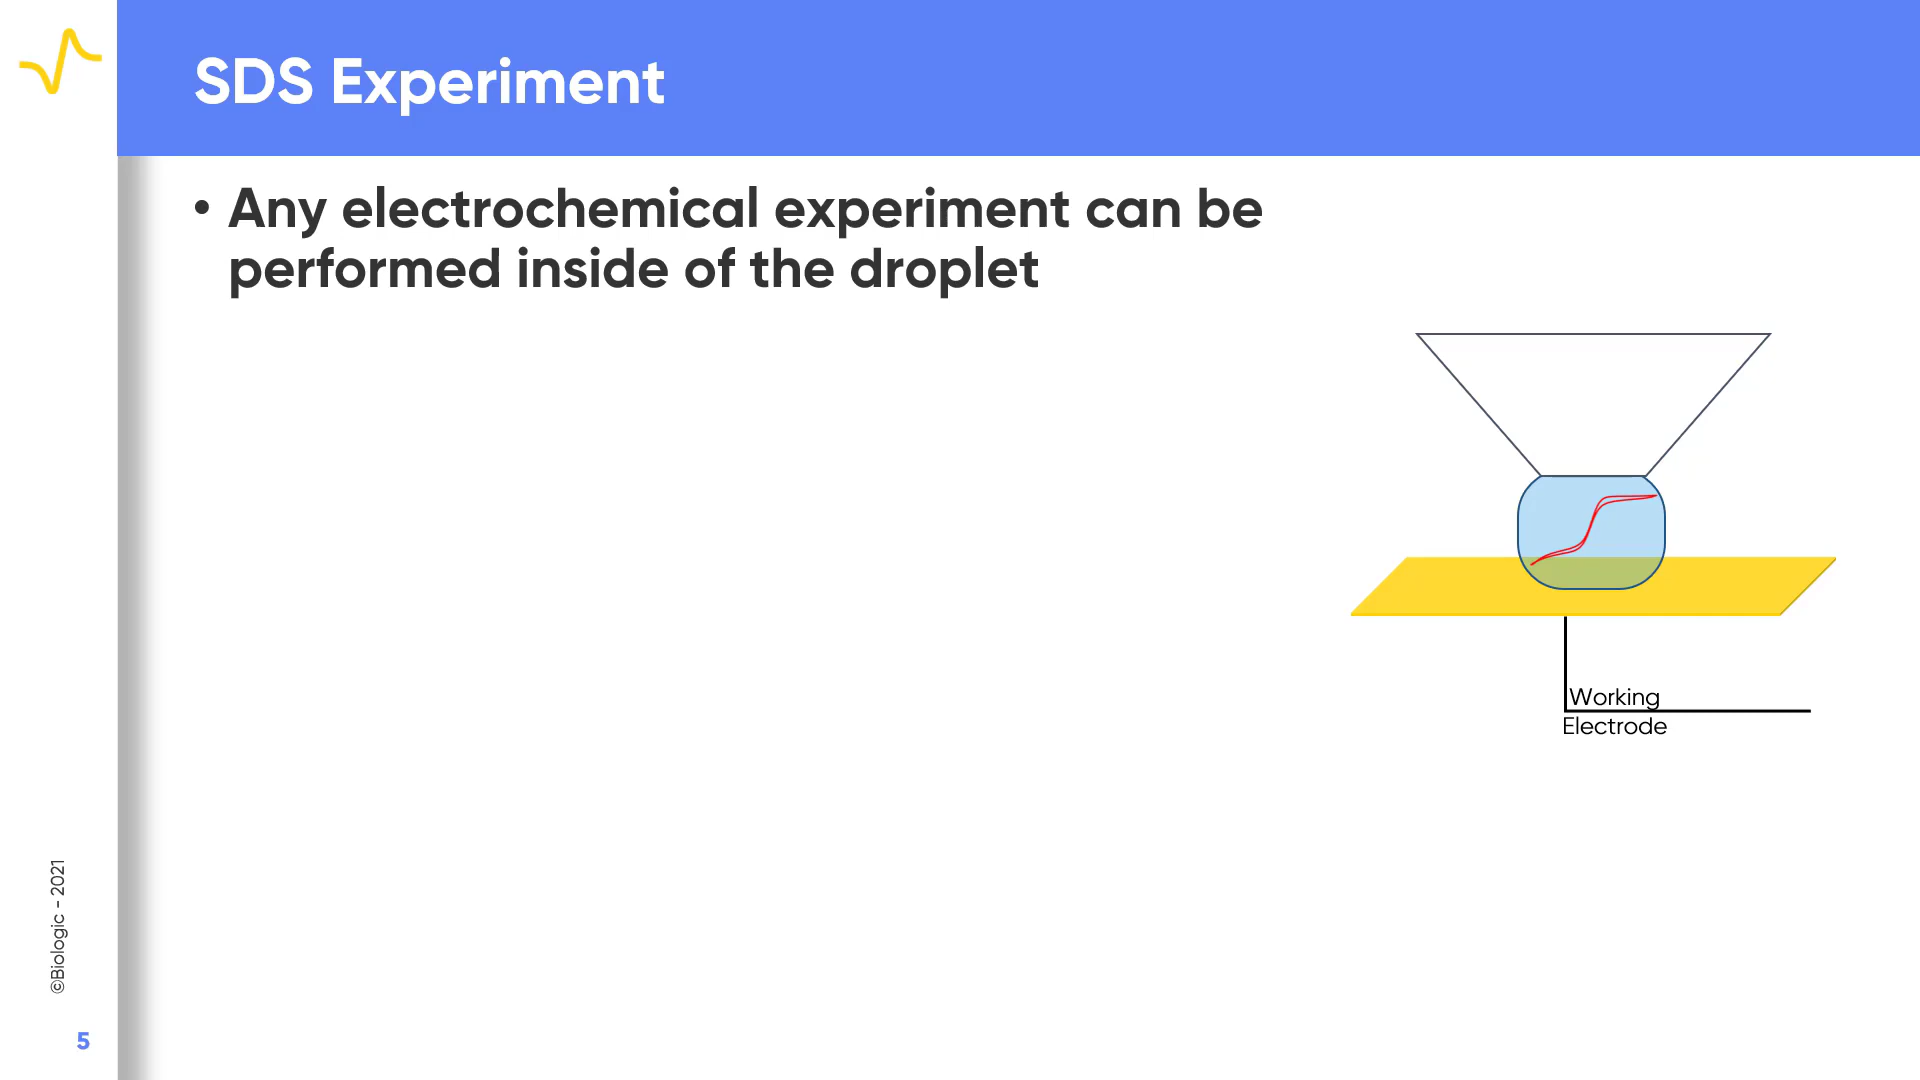 SDS Experiment
• Any electrochemical experiment can be
performed inside of the droplet
Working
Electrode
©Biologic - 2021
5